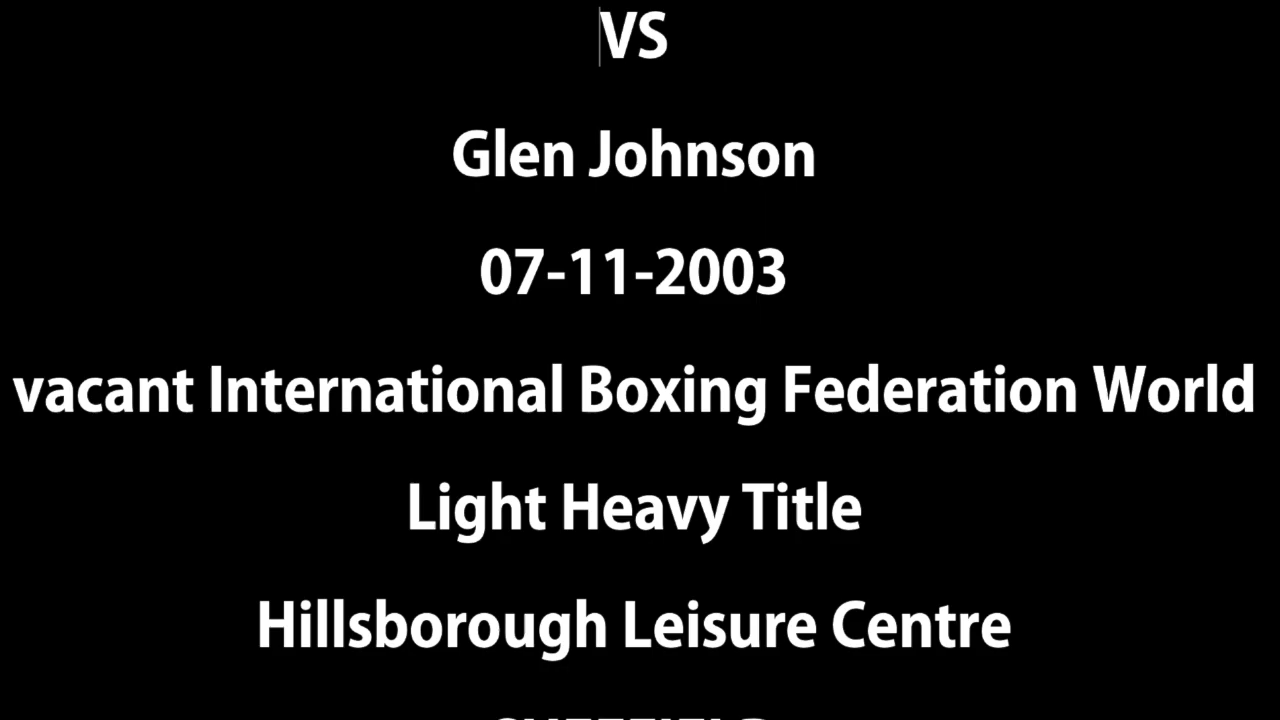 VS
Glen Johnson
07-11-2003
vacant International Boxing Federation World
Light Heavy Title
Hillsborough Leisure Centre